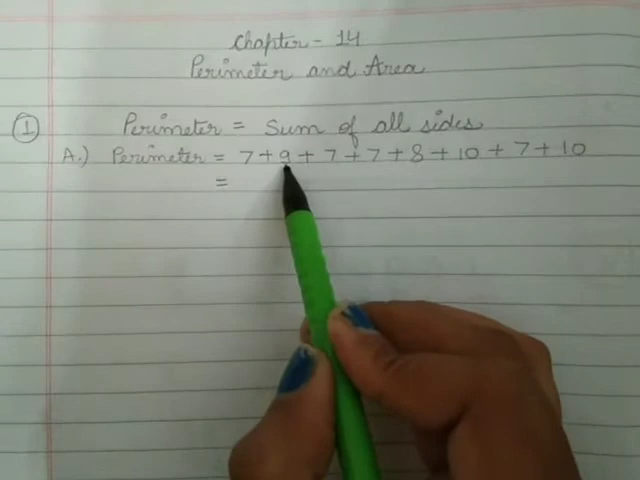 Chapter - 14
Perimeter and Area
1 Perimeter = Sum of all sides
A.) Perimeter = 7 + 9 + 7 + 7 + 8 + 10 + 7 + 10
=